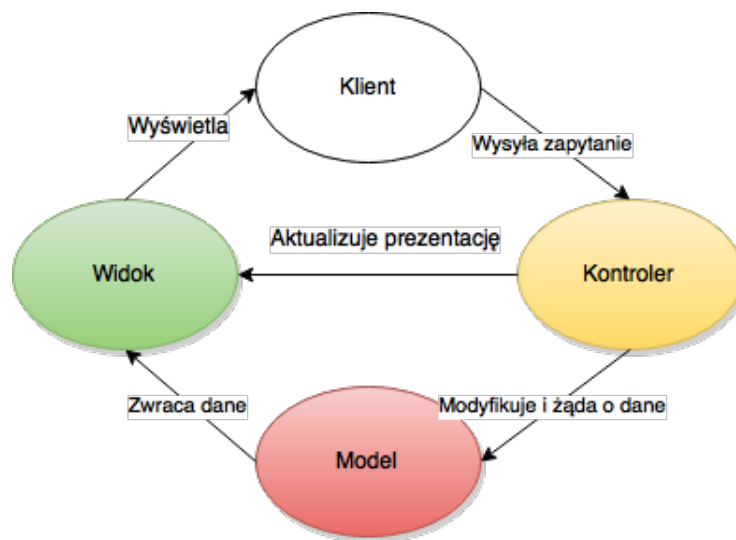 Klient
Wyświetla
Wysyła zapytanie
Aktualizuje prezentację
Widok
Kontroler
Zwraca dane
Modyfikuje i żąda o dane
Model